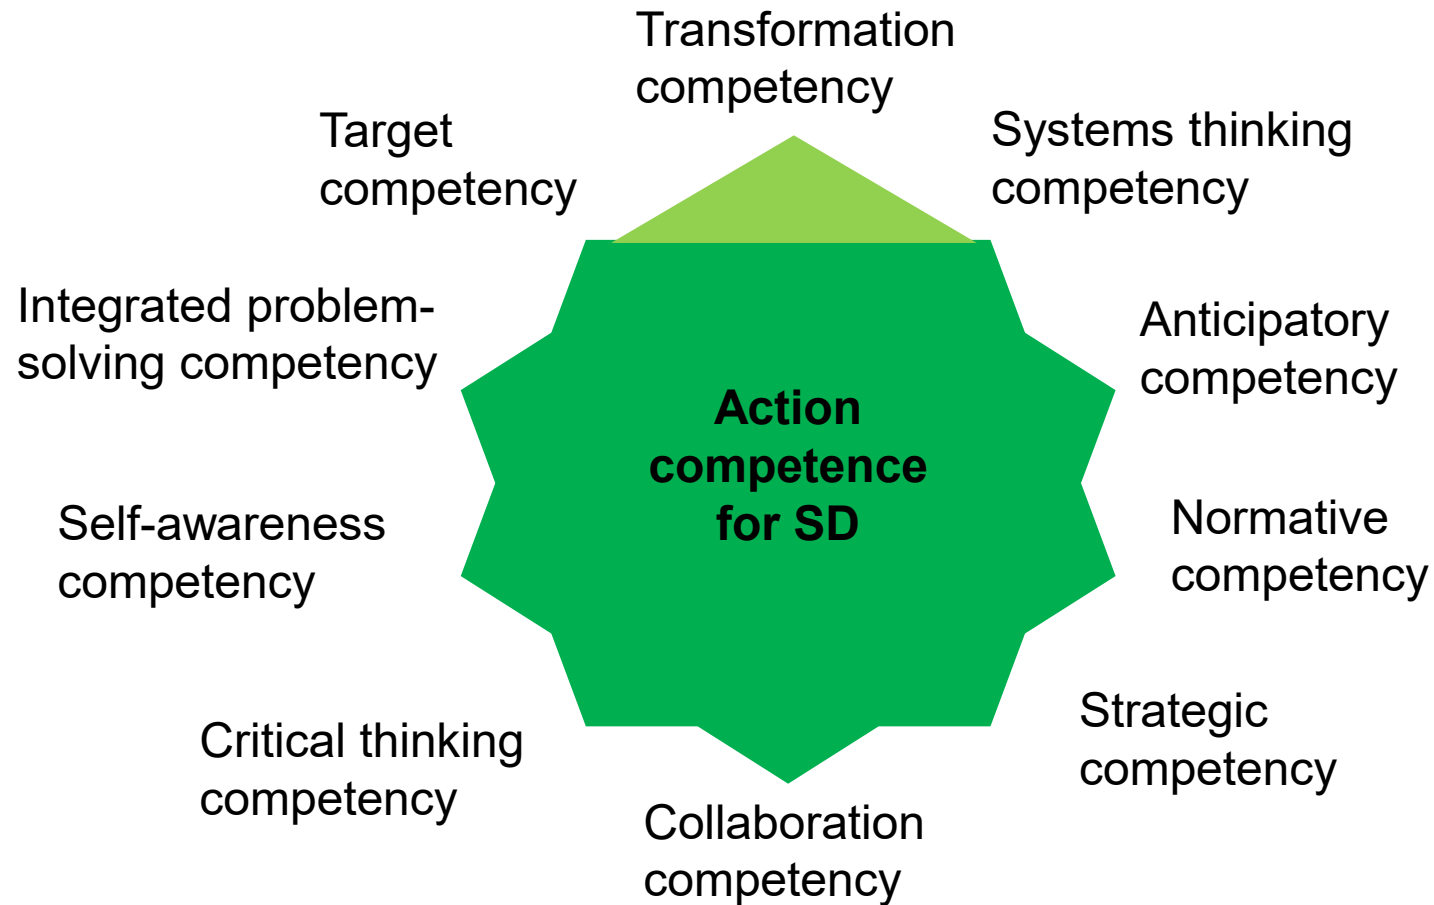 Transformation
competency
Target
competency
Systems thinking
competency
Integrated problem-
solving competency
Anticipatory
competency
Action
competence
for SD
Self-awareness
competency
Normative
competency
Critical thinking
competency
Strategic
competency
Collaboration
competency